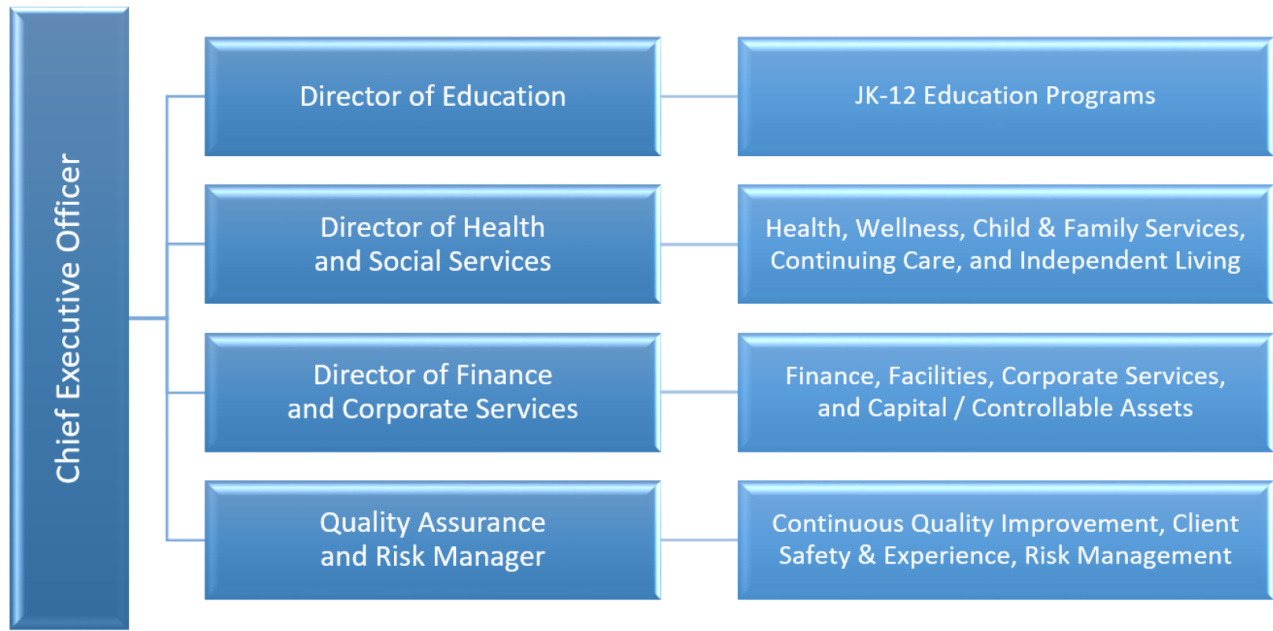 Chief Executive Officer
Director of Education
JK-12 Education Programs
Director of Health
and Social Services
Health, Wellness, Child & Family Services,
Continuing Care, and Independent Living
Director of Finance
and Corporate Services
Finance, Facilities, Corporate Services,
and Capital / Controllable Assets
Quality Assurance
and Risk Manager
Continuous Quality Improvement, Client
Safety & Experience, Risk Management